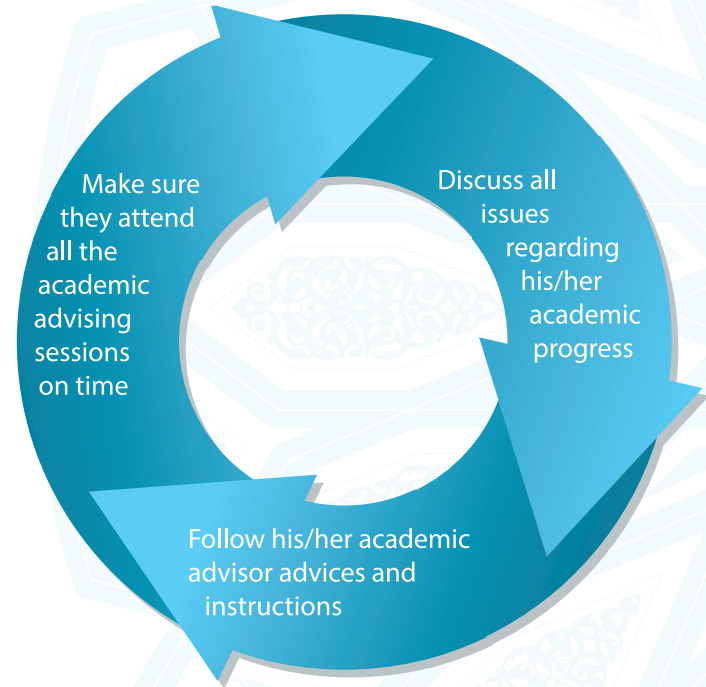 Make sure
they attend
all the
academic
advising
sessions
on time
Discuss all
issues
regarding
his/her
academic
progress
Follow his/her academic
advisor advices and
instructions